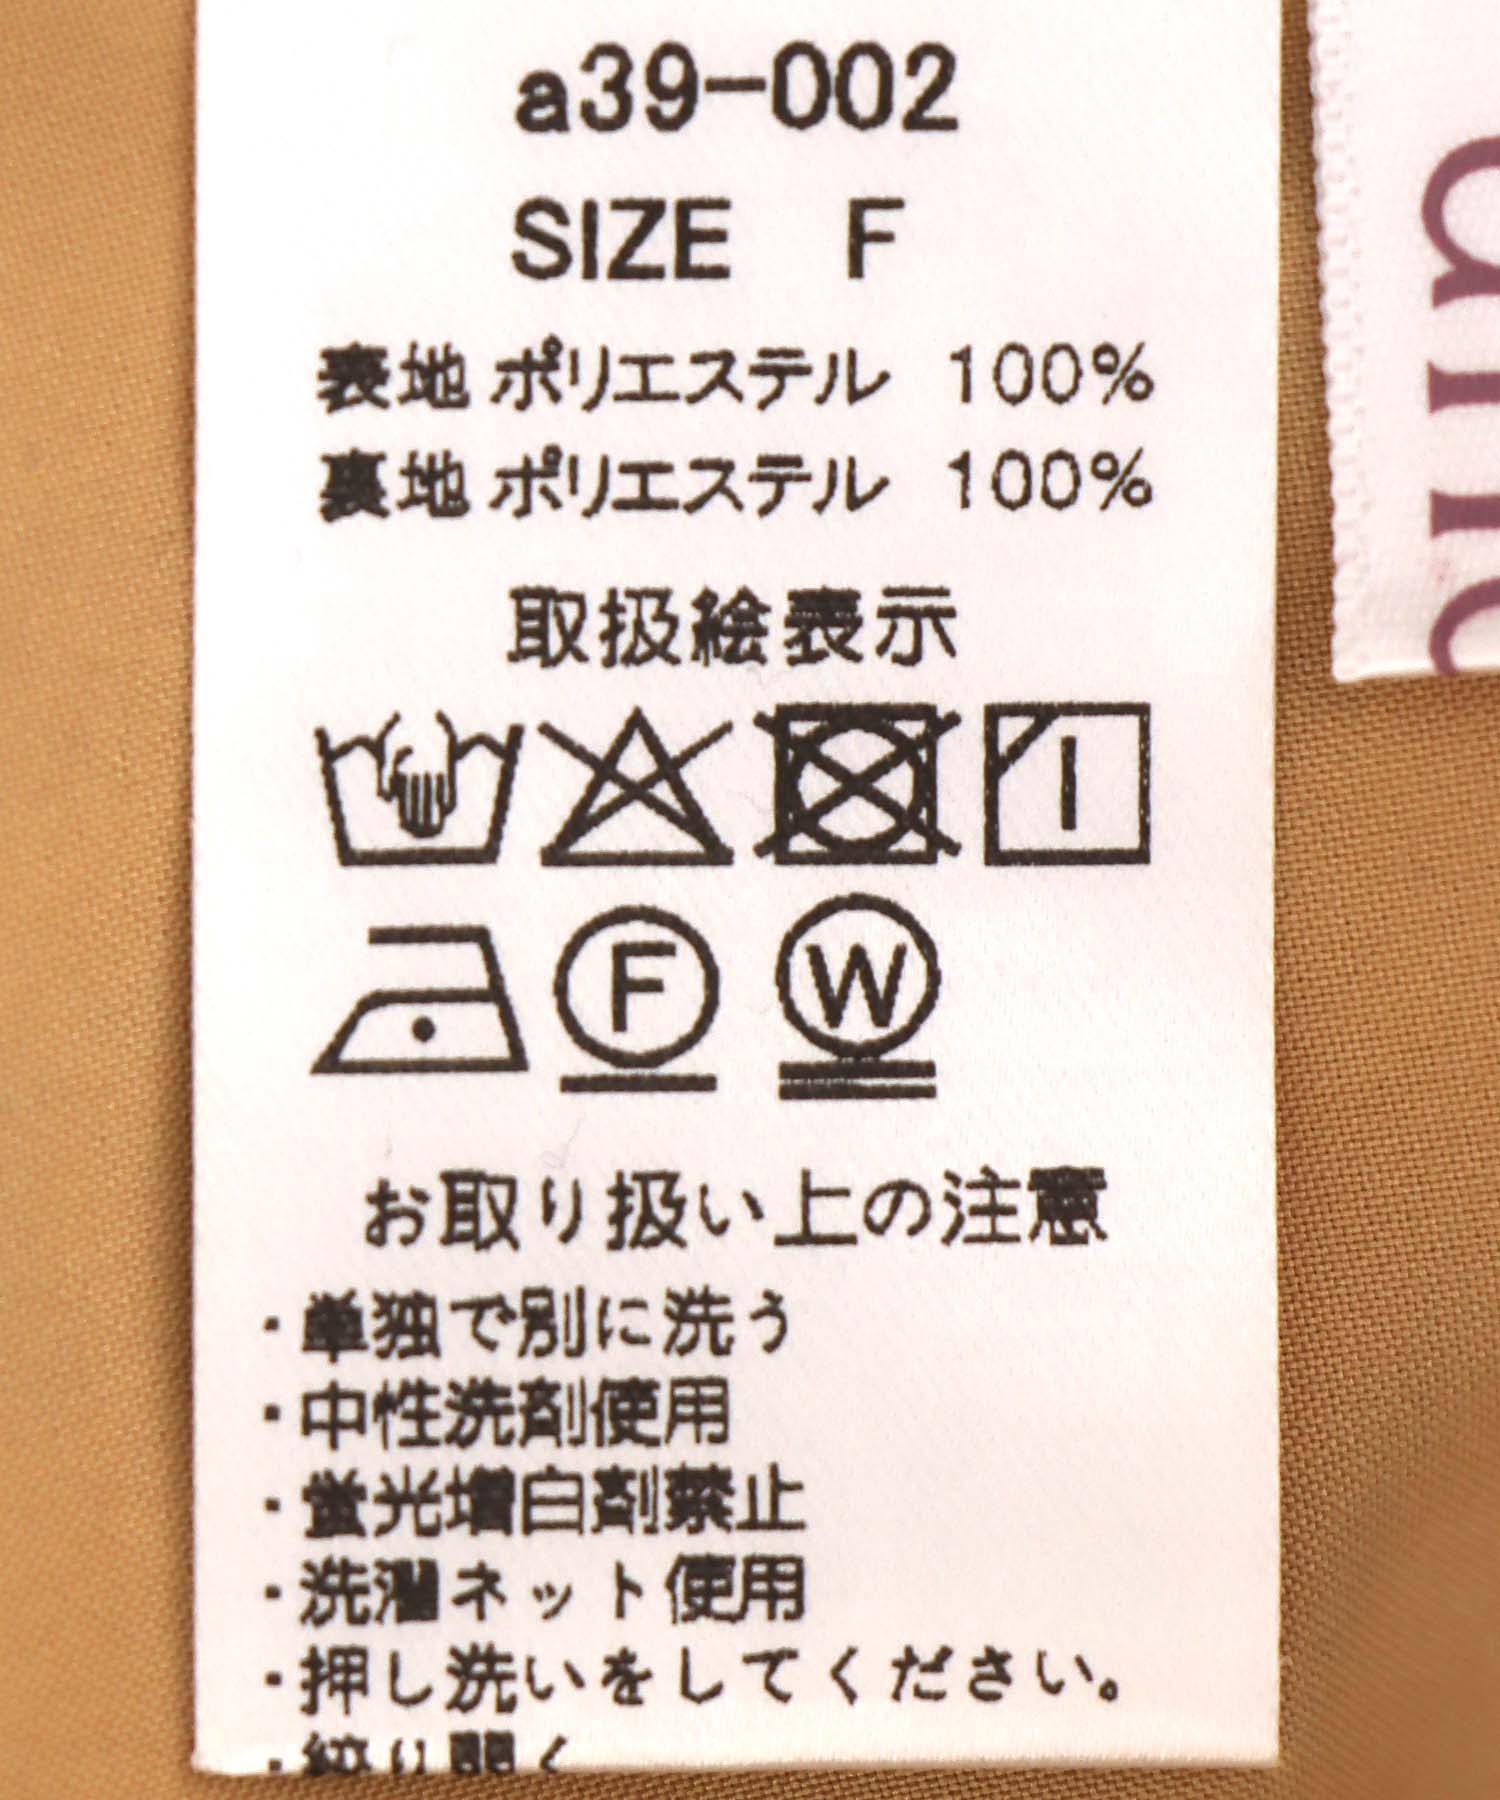 a39-002
SIZE F
表地 ポリエステル 100%
裏地 ポリエステル 100%
取扱絵表示
F
W
お取り扱い上の注意
・単独で別に洗う
・中性洗剤使用
・蛍光増白剤禁止
・洗濯ネット使用
・押し洗いをしてください。